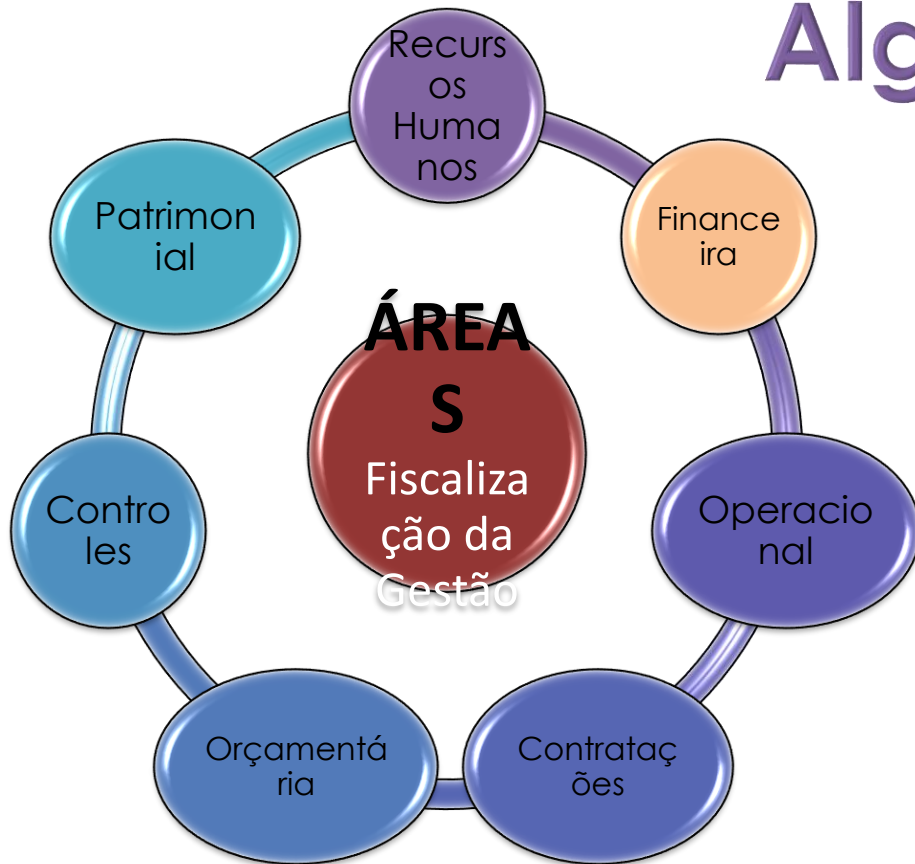 Alg
Recurs
os
Huma
nos
Finance
ira
Operacio
nal
Contrataç
ões
Orçamentá
ria
Contro
les
Patrimon
ial
ÁREA
S
Fiscaliza
ção da
Gestão